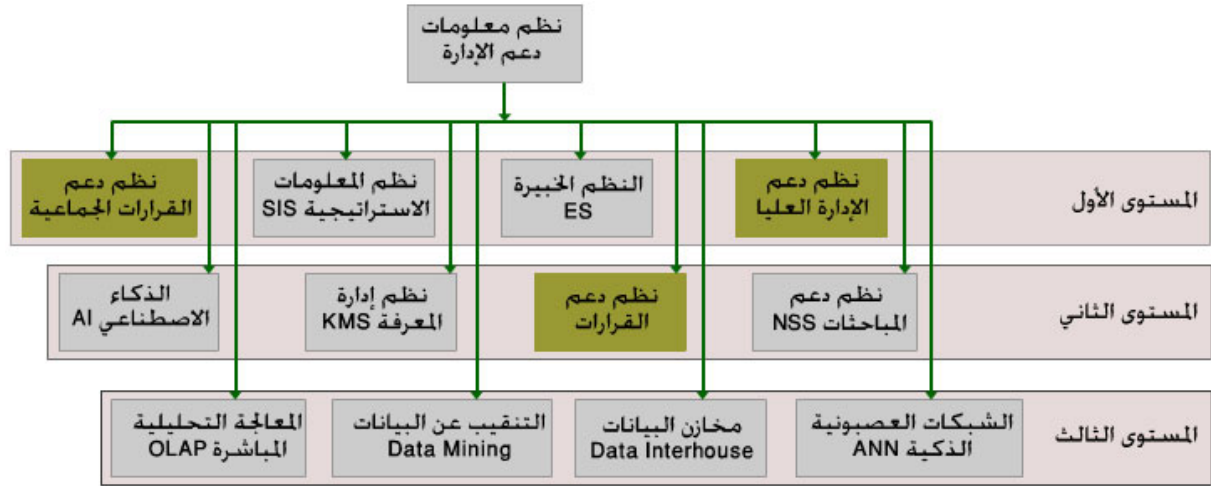 نظم معلومات
دعم الإدارة
المستوى الأول
نظم دعم
الإدارة العليا
النظم الخبيرة
ES
نظم المعلومات
الاستراتيجية SIS
نظم دعم
القرارات الجماعية
المستوى الثاني
نظم دعم
المباحثات NSS
نظم دعم
القرارات
نظم إدارة
المعرفة KMS
الذكاء
الاصطناعي AI
المستوى الثالث
الشبكات العصبونية
الذكية ANN
مخازن البيانات
Data Interhouse
التنقيب عن البيانات
Data Mining
المعالجة التحليلية
المباشرة OLAP